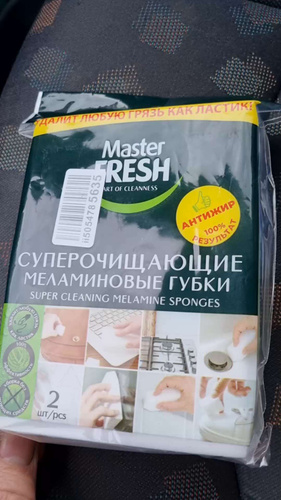 УДАЛИТ ЛЮБУЮ ГРЯЗЬ КАК ЛАСТИК
Master
FRESH
ART OF CLEANNESS
АНТИЖИР
100%
РЕЗУЛЬТАТ
СУПЕРОЧИЩАЮЩИЕ
МЕЛАМИНОВЫЕ ГУБКИ
SUPER CLEANING MELAMINE SPONGES
2
шт/pcs